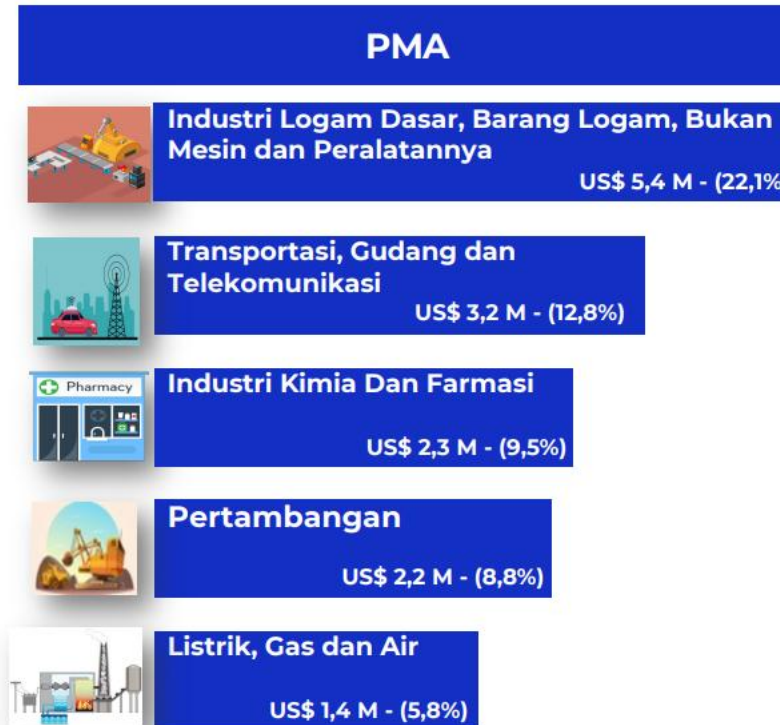 PMA
Industri Logam Dasar, Barang Logam, Bukan
Mesin dan Peralatannya
US$ 5,4 M - (22,1%
Transportasi, Gudang dan
Telekomunikasi
US$ 3,2 M - (12,8%)
Pharmacy
Industri Kimia Dan Farmasi
US$ 2,3 M - (9,5%)
Pertambangan
US$ 2,2 M - (8,8%)
Listrik, Gas dan Air
US$ 1,4 M - (5,8%)